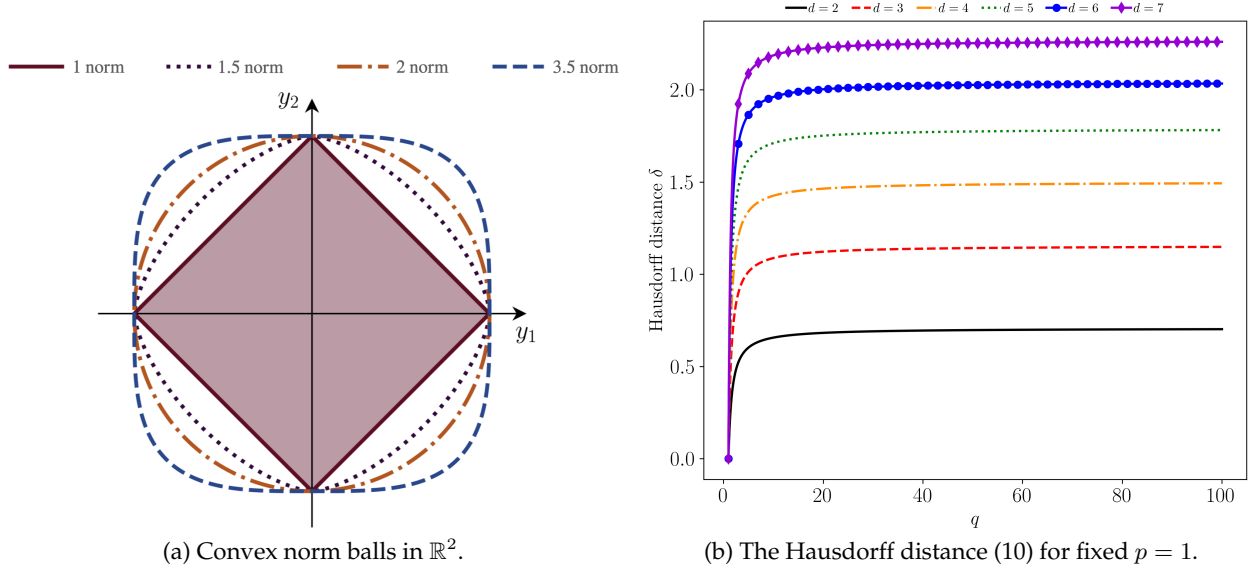 1 norm 1.5 norm 2 norm 3.5 norm
y₂
y₁
(a) Convex norm balls in ℝ².
d = 2 d = 3 d = 4 d = 5 d = 6 d = 7
Hausdorff distance δ
2.0
1.5
1.0
0.5
0.0
0 20 40 60 80 100
q
(b) The Hausdorff distance (10) for fixed p = 1.